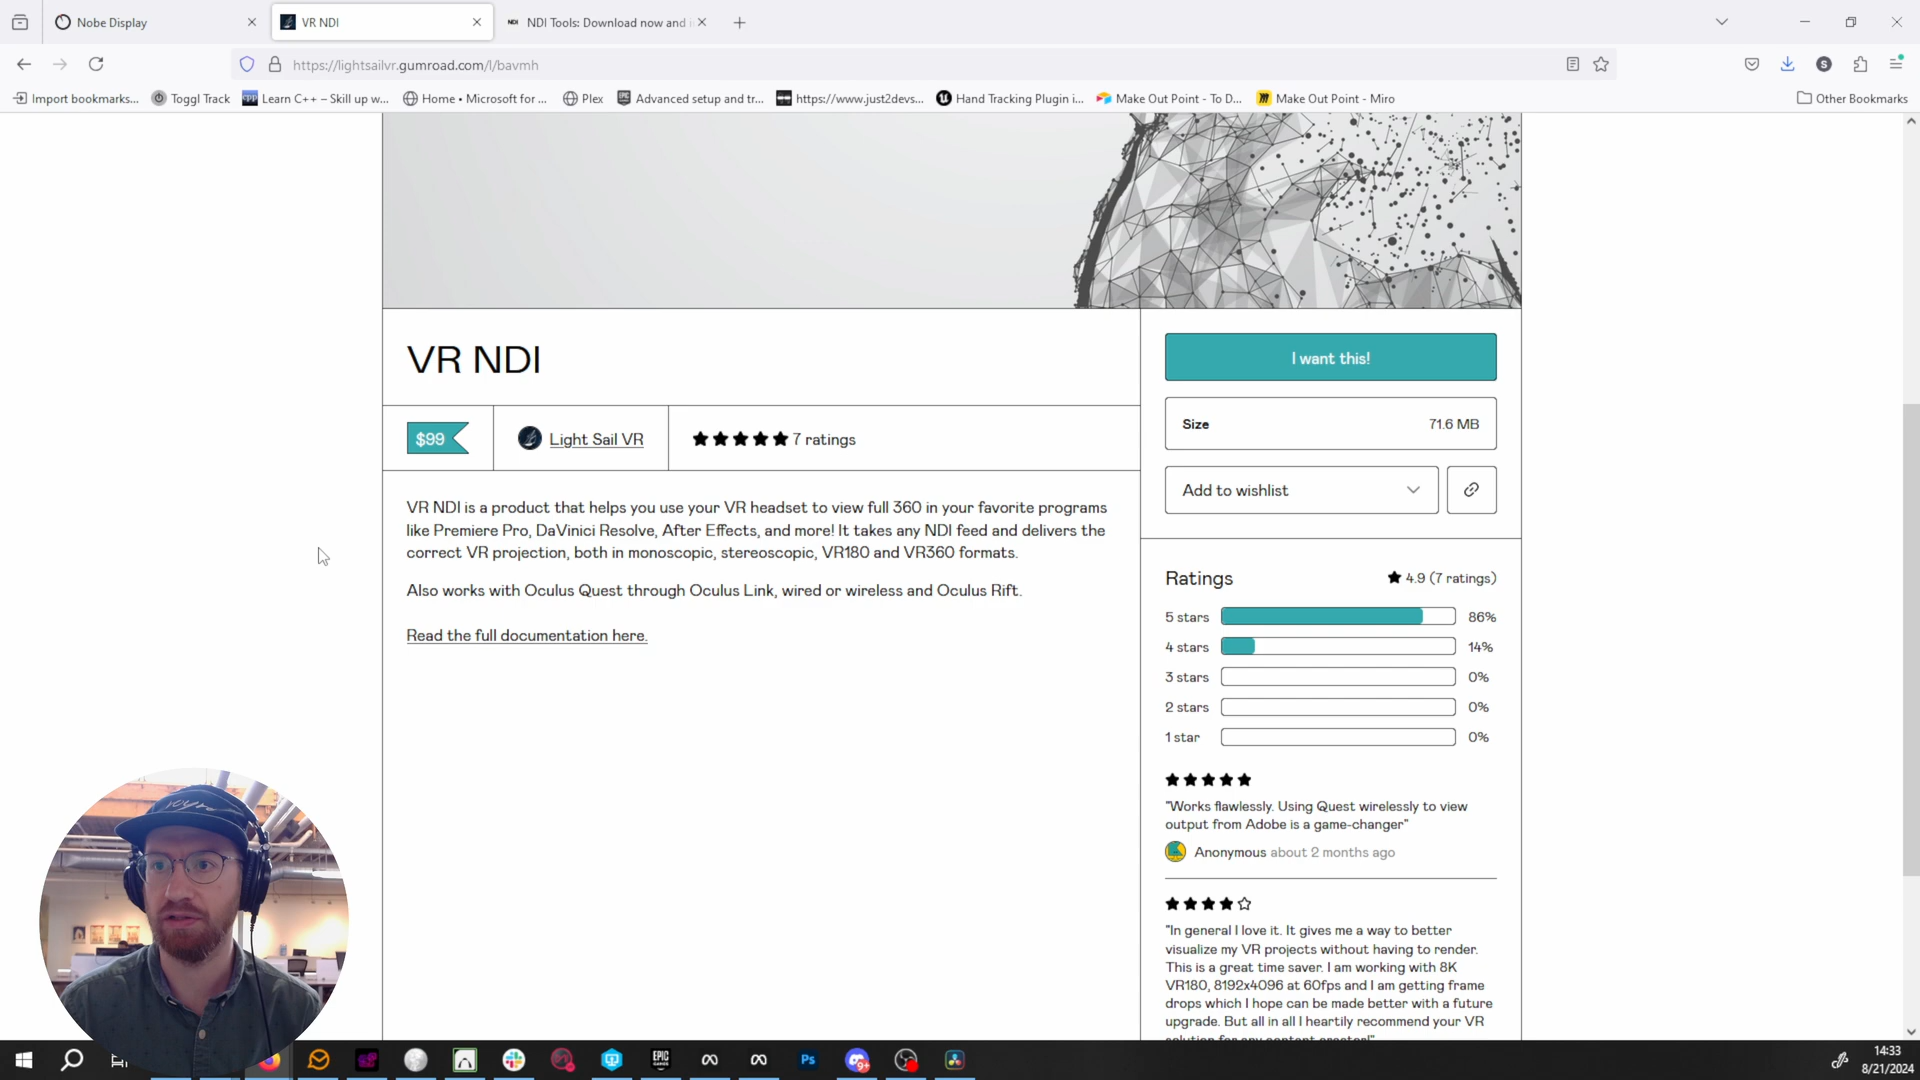 Nobe Display
VR NDI
NDI Tools: Download now and i
https://lightsailvr.gumroad.com/l/bavmh
Import bookmarks...
Toggl Track
Learn C++ – Skill up w...
Home • Microsoft for ...
Plex
Advanced setup and tr...
https://www.just2devs...
Hand Tracking Plugin i...
Make Out Point - To D...
Make Out Point - Miro
Other Bookmarks
VR NDI
$99
Light Sail VR
7 ratings
VR NDI is a product that helps you use your VR headset to view full 360 in your favorite programs
like Premiere Pro, DaVinci Resolve, After Effects, and more! It takes any NDI feed and delivers the
correct VR projection, both in monoscopic, stereoscopic, VR180 and VR360 formats.
Also works with Oculus Quest through Oculus Link, wired or wireless and Oculus Rift.
Read the full documentation here.
I want this!
Size 71.6 MB
Add to wishlist
Ratings 4.9 (7 ratings)
5 stars 86%
4 stars 14%
3 stars 0%
2 stars 0%
1 star 0%
"Works flawlessly. Using Quest wirelessly to view
output from Adobe is a game-changer"
Anonymous about 2 months ago
"In general I love it. It gives me a way to better
visualize my VR projects without having to render.
This is a great time saver. I am working with 8K
VR180, 8192x4096 at 60fps and I am getting frame
drops which I hope can be made better with a future
upgrade. But all in all I heartily recommend your VR
14:33
8/21/2024